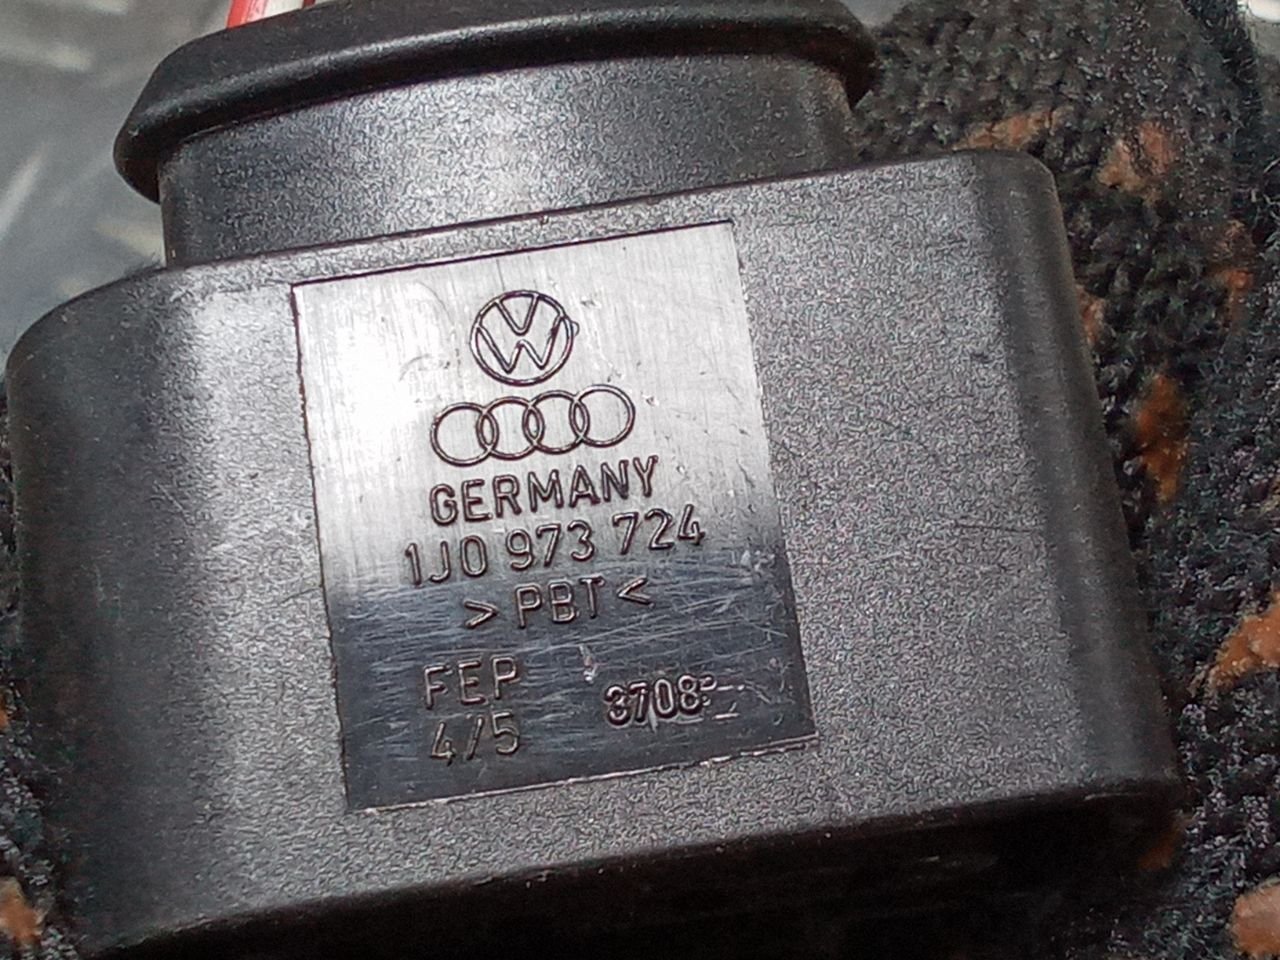 GERMANY
1J0 973 724
>PBT<
FEP 3708
4/5